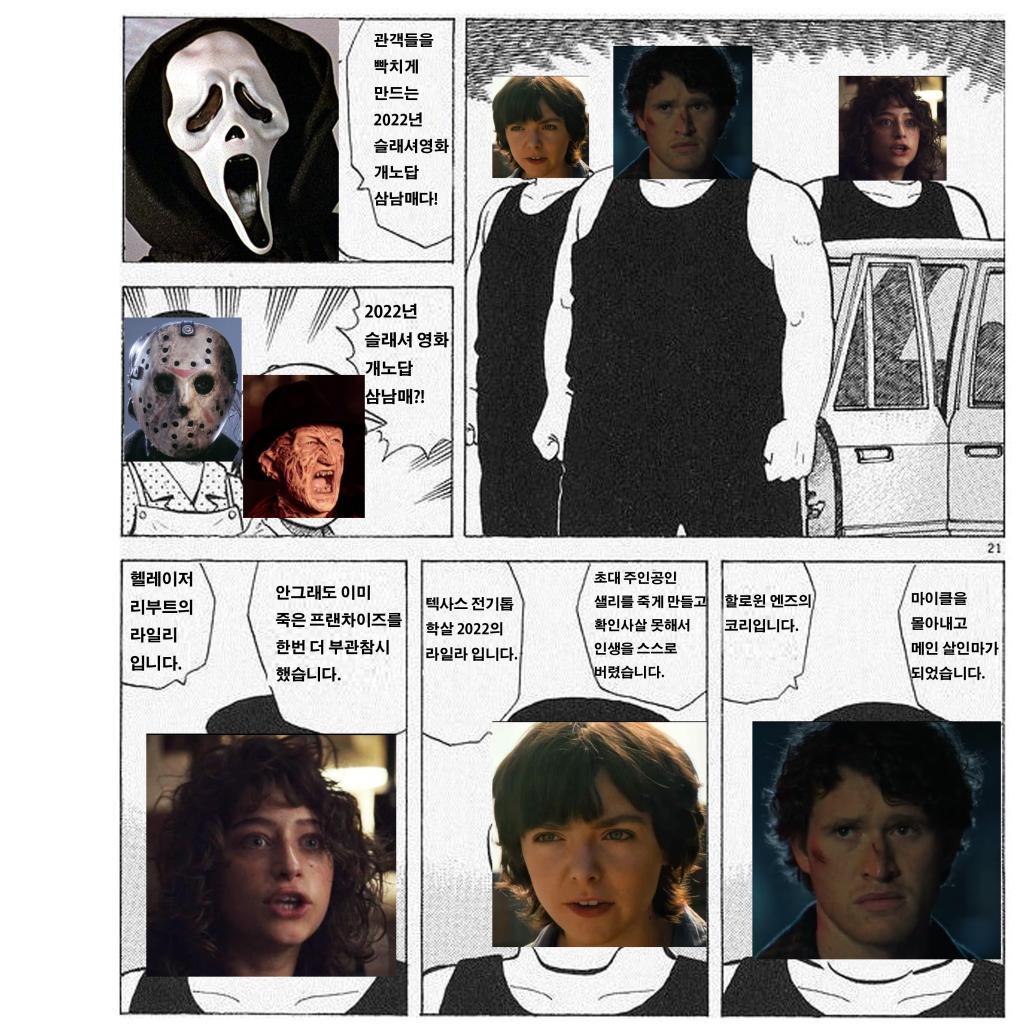 관객들을
빡치게
만드는
2022년
슬래셔영화
개노답
삼남매다!
2022년
슬래셔 영화
개노답
삼남매?!
21
헬레이저
리부트의
라일리
입니다.
안그래도 이미
죽은 프랜차이즈를
한번 더 부관참시
했습니다.
텍사스 전기톱
학살 2022의
라일라 입니다.
초대 주인공인
샐리를 죽게 만들고
확인사살 못해서
인생을 스스로
버렸습니다.
할로윈 엔즈의
코리입니다.
마이클을
몰아내고
메인 살인마가
되었습니다.